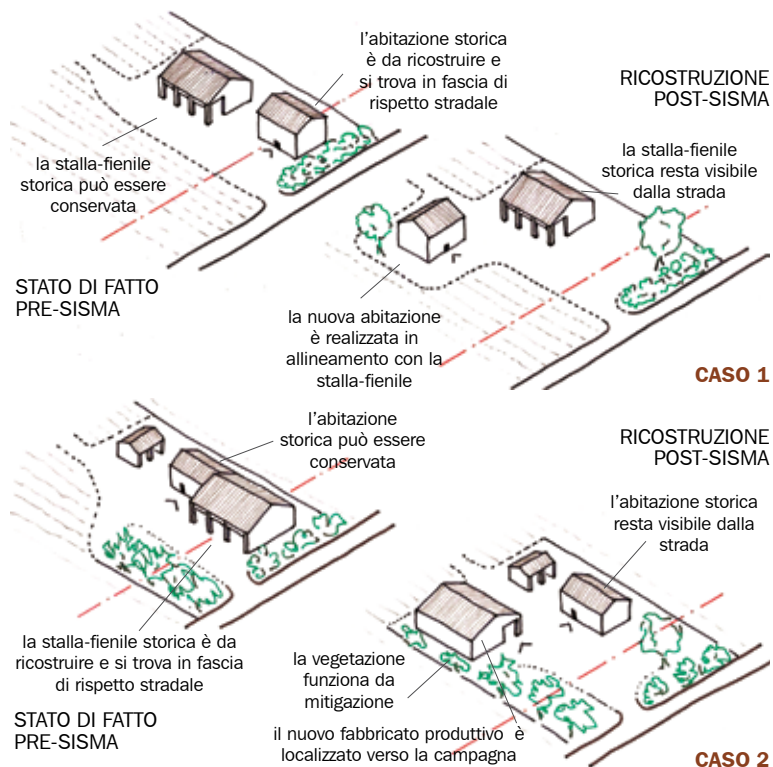 l'abitazione storica
è da ricostruire e
si trova in fascia di
rispetto stradale
la stalla-fienile
storica può essere
conservata
STATO DI FATTO
PRE-SISMA
RICOSTRUZIONE
POST-SISMA
la stalla-fienile
storica resta visibile
dalla strada
la nuova abitazione
è realizzata in
allineamento con la
stalla-fienile
CASO 1
l'abitazione
storica può essere
conservata
la stalla-fienile storica è da
ricostruire e si trova in fascia
di rispetto stradale
STATO DI FATTO
PRE-SISMA
RICOSTRUZIONE
POST-SISMA
l'abitazione storica
resta visibile dalla
strada
la vegetazione
funziona da
mitigazione
il nuovo fabbricato produttivo è
localizzato verso la campagna
CASO 2